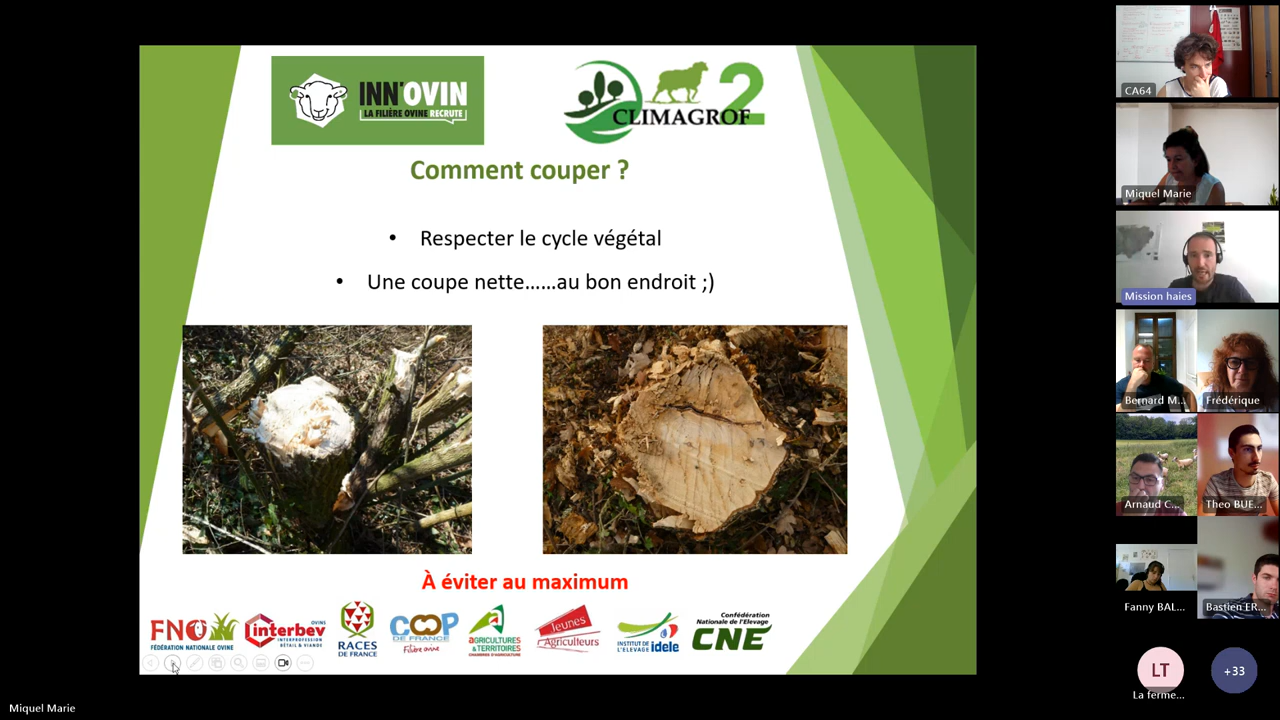 INN'OVIN
LA FILIÈRE OVINE RECRUTE
CLIMAGROF
2
Comment couper ?
• Respecter le cycle végétal
• Une coupe nette......au bon endroit ;)
À éviter au maximum
FNO
FÉDÉRATION NATIONALE OVINE
OVINS
interbev
INTERPROFESSION
BÉTAIL & VIANDE
RACES
DE FRANCE
COOP
DE FRANCE
Filière ovine
AGRICULTURES
& TERRITOIRES
CHAMBRES D'AGRICULTURE
Jeunes
Agriculteurs
INSTITUT DE
L'ELEVAGE idele
Confédération
Nationale de l'Elevage
CNE
CA64
Miquel Marie
Mission haies
Bernard M...
Frédérique
Arnaud C...
Theo BUE...
Fanny BAL...
Bastien ER...
LT
La ferme...
+33
Miquel Marie